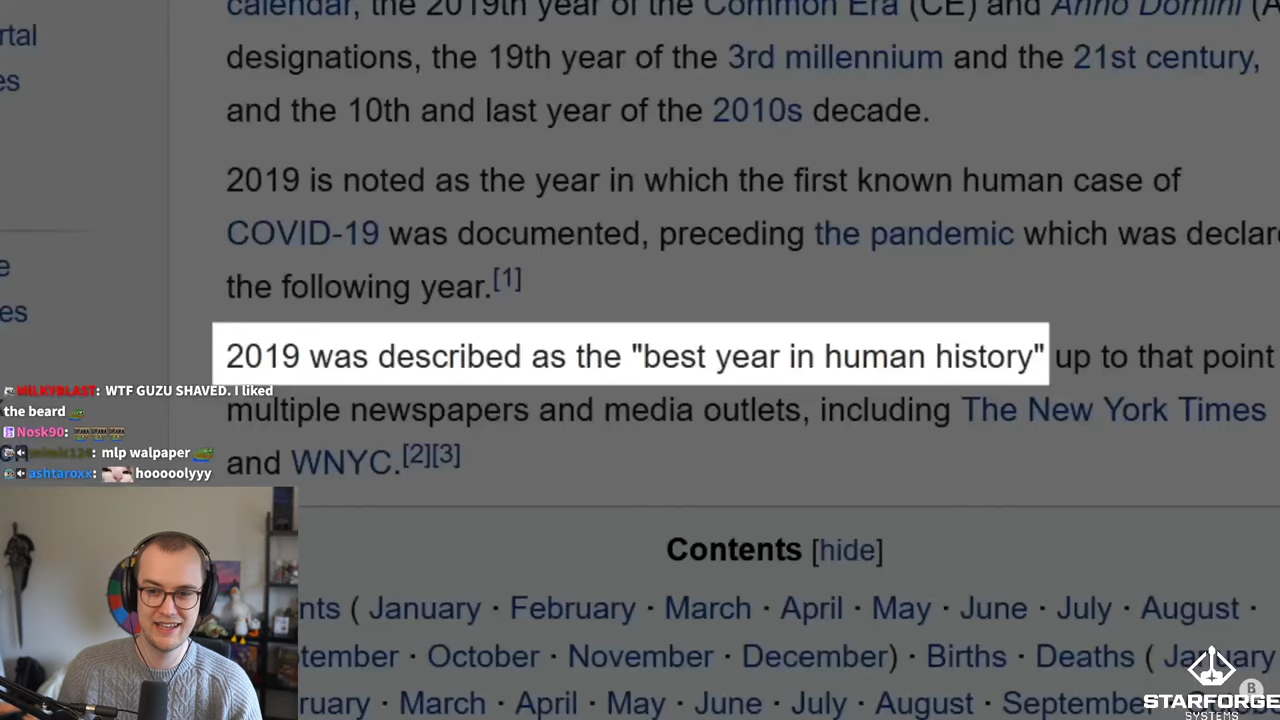 calendar, the 2019th year of the Common Era (CE) and Anno Domini (A
rtal
designations, the 19th year of the 3rd millennium and the 21st century,
es
and the 10th and last year of the 2010s decade.
2019 is noted as the year in which the first known human case of
COVID-19 was documented, preceding the pandemic which was declar
e
the following year.[1]
es
2019 was described as the "best year in human history" up to that point
multiple newspapers and media outlets, including The New York Times
and WNYC.[2][3]
MILKYBLAST: WTF GUZU SHAVED. I liked
the beard
Nosk90:
: mlp walpaper
ashtaroxx: hooooolyyy
Contents [hide]
nts ( January · February · March · April · May · June · July · August ·
tember · October · November · December) · Births · Deaths ( January
ruary · March · April · May · June · July · August · September
STARFORGE
SYSTEMS